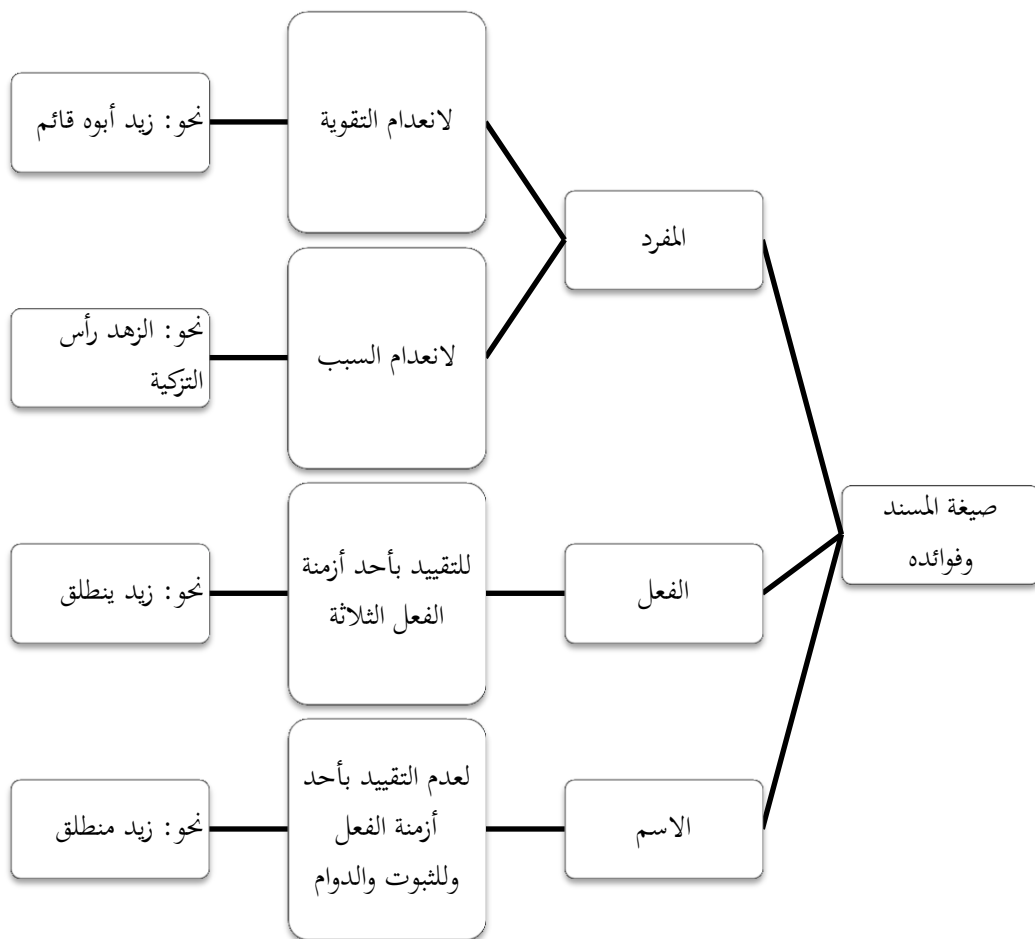 صيغة المسند
وفوائده
المفرد
لانعدام التقوية
نحو: زيد أبوه قائم
لانعدام السبب
نحو: الزهد رأس
التزكية
الفعل
للتقييد بأحد أزمنة
الفعل الثلاثة
نحو: زيد ينطلق
الاسم
لعدم التقييد بأحد
أزمنة الفعل
وللثبوت والدوام
نحو: زيد منطلق